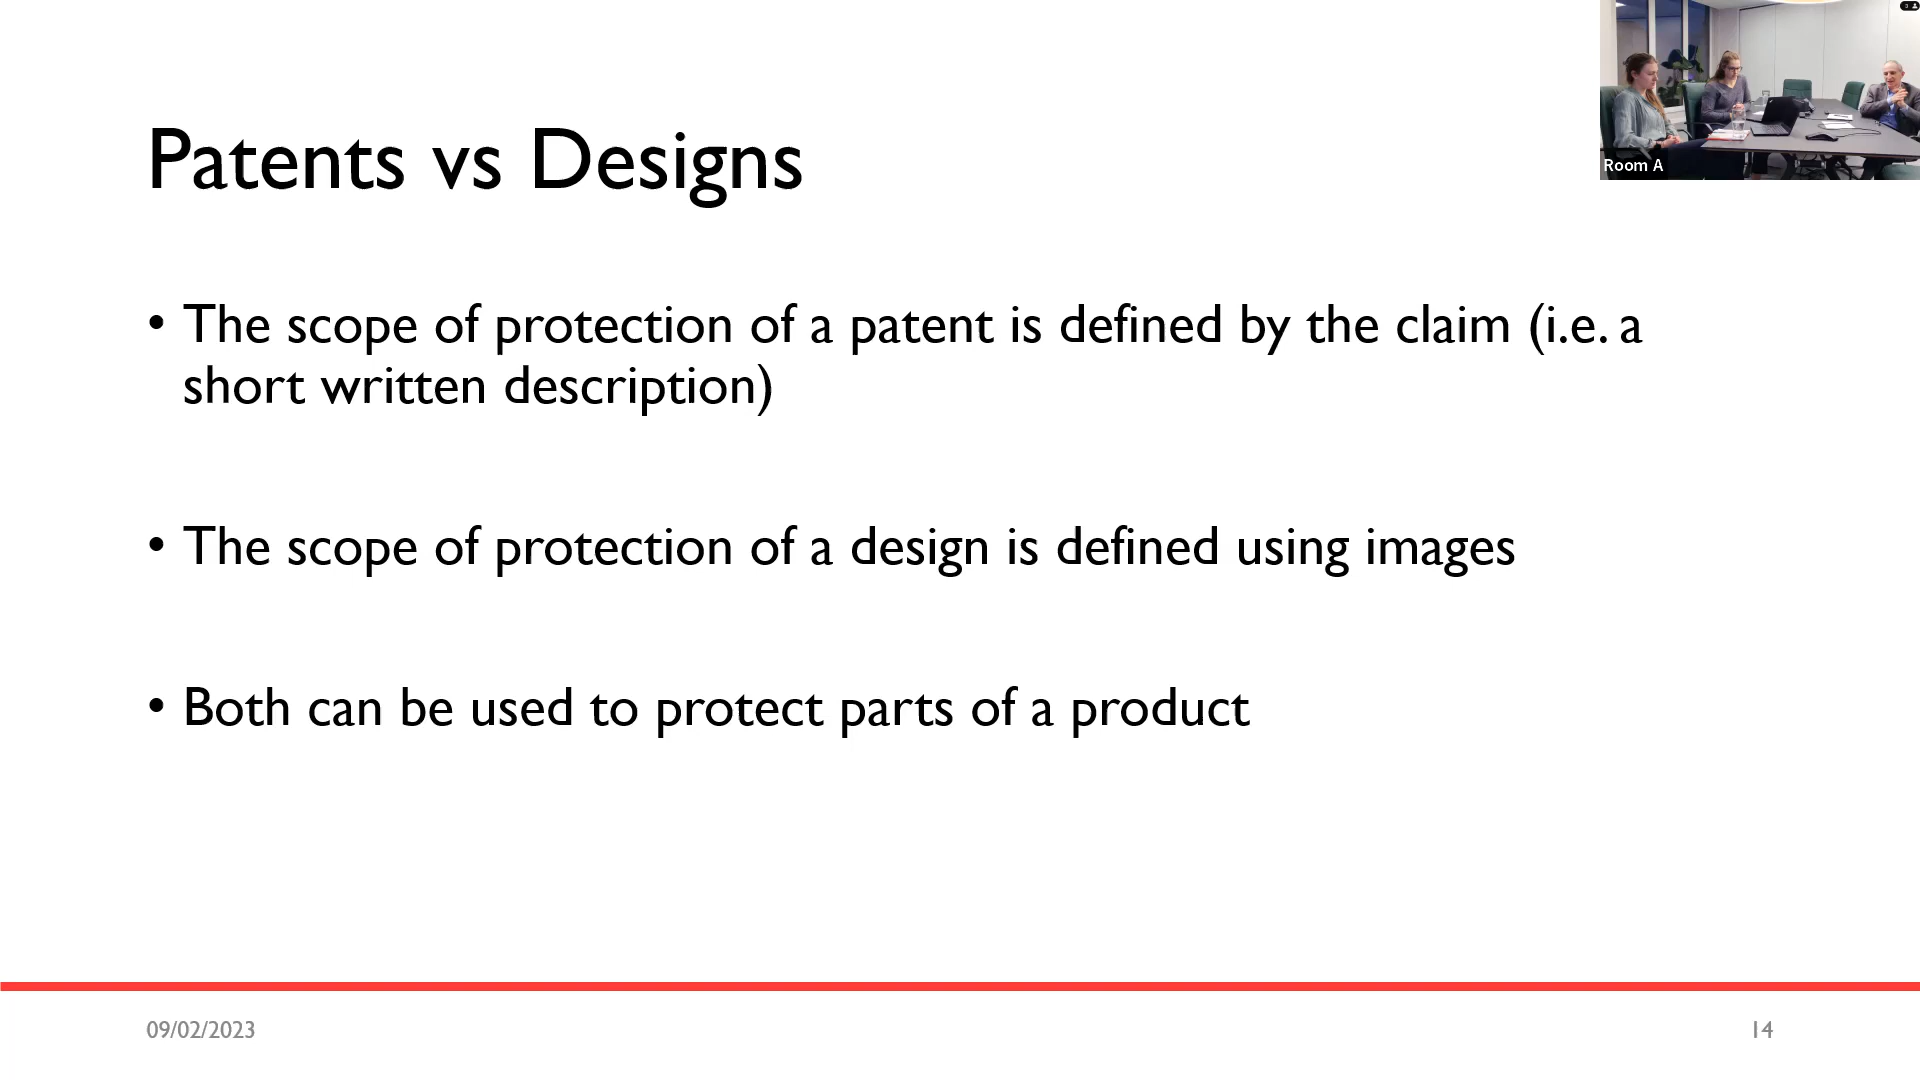 Room A
Patents vs Designs
• The scope of protection of a patent is defined by the claim (i.e. a
short written description)
• The scope of protection of a design is defined using images
• Both can be used to protect parts of a product
09/02/2023
14